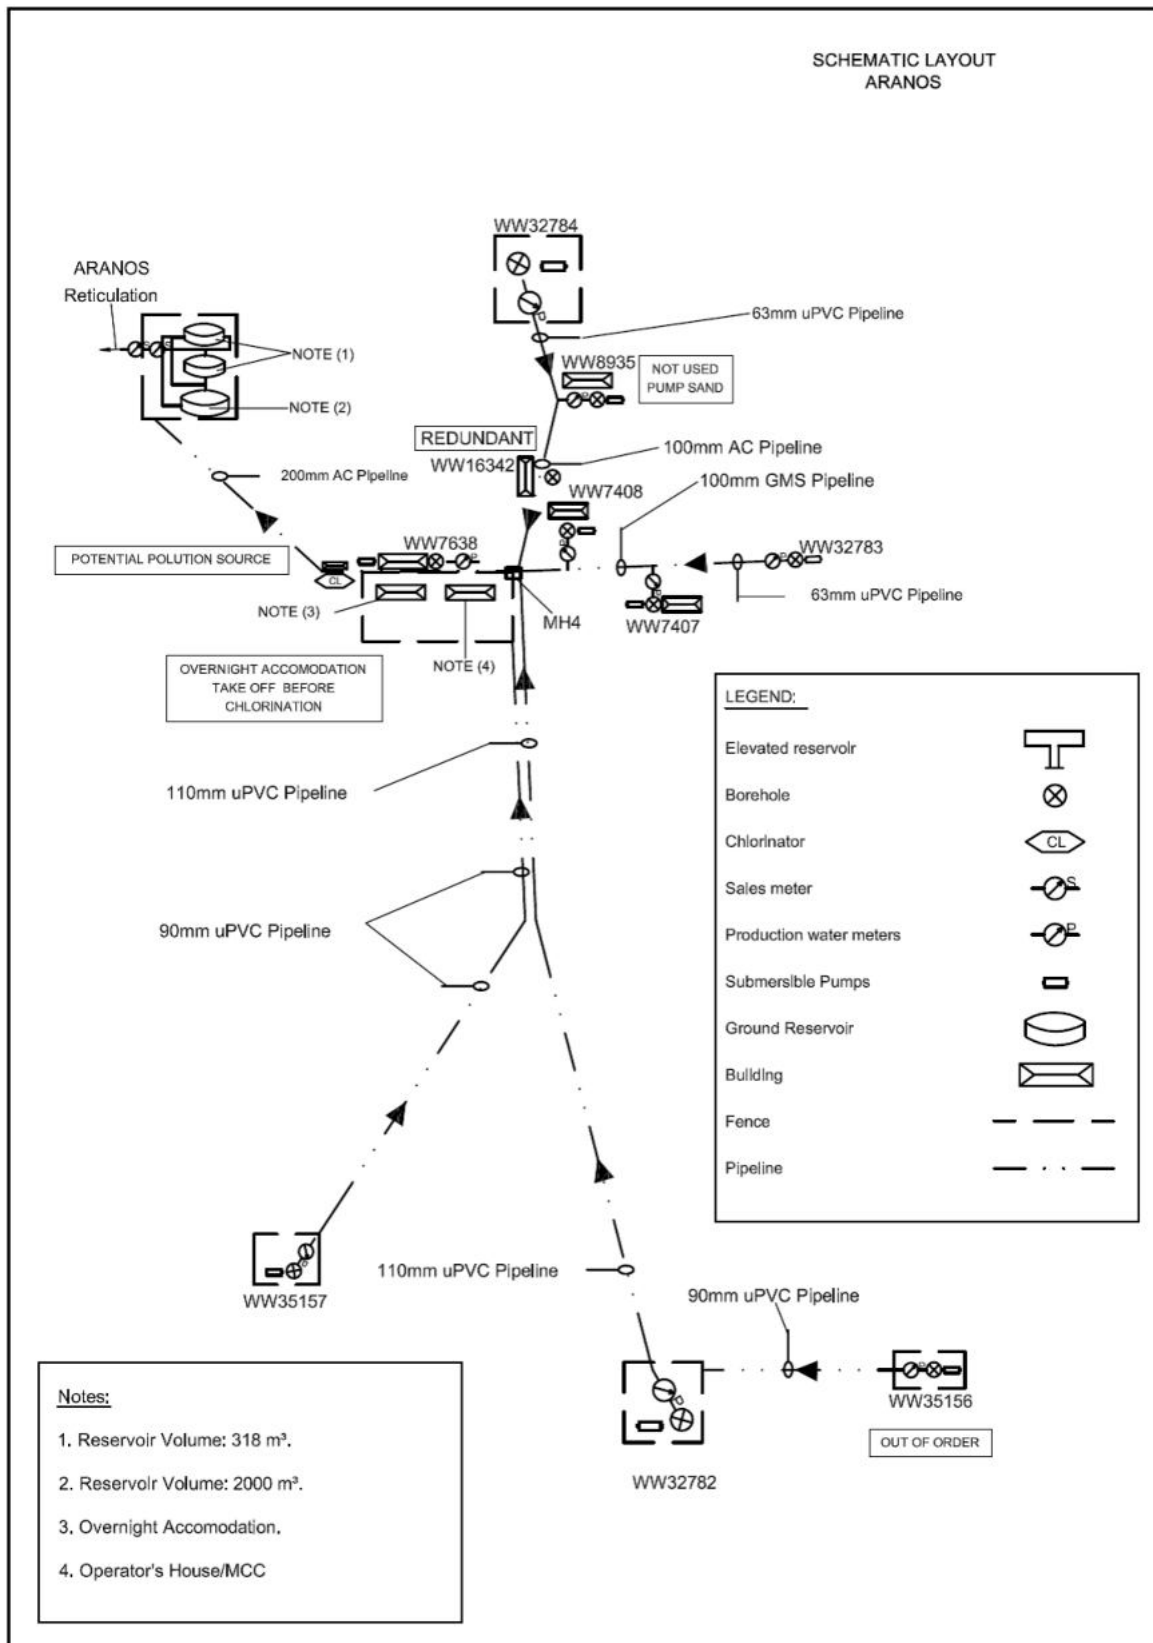 SCHEMATIC LAYOUT
ARANOS
WW32784
ARANOS
Reticulation
63mm uPVC Pipeline
S
S
P
NOTE (1)
WW8935
NOT USED
PUMP SAND
P
NOTE (2)
REDUNDANT
WW16342
100mm AC Pipeline
200mm AC Pipeline
100mm GMS Pipeline
WW7408
P
POTENTIAL POLUTION SOURCE
WW7638
P
WW32783
P
CL
NOTE (3)
MH4
P
WW7407
63mm uPVC Pipeline
OVERNIGHT ACCOMODATION
TAKE OFF BEFORE
CHLORINATION
NOTE (4)
110mm uPVC Pipeline
90mm uPVC Pipeline
LEGEND:
Elevated reservoir
Borehole
Chlorinator
CL
Sales meter
S
Production water meters
P
Submersible Pumps
Ground Reservoir
Building
Fence
Pipeline
P
WW35157
110mm uPVC Pipeline
90mm uPVC Pipeline
P
WW32782
P
WW35156
OUT OF ORDER
Notes:
1. Reservoir Volume: 318 m³.
2. Reservoir Volume: 2000 m³.
3. Overnight Accomodation.
4. Operator's House/MCC